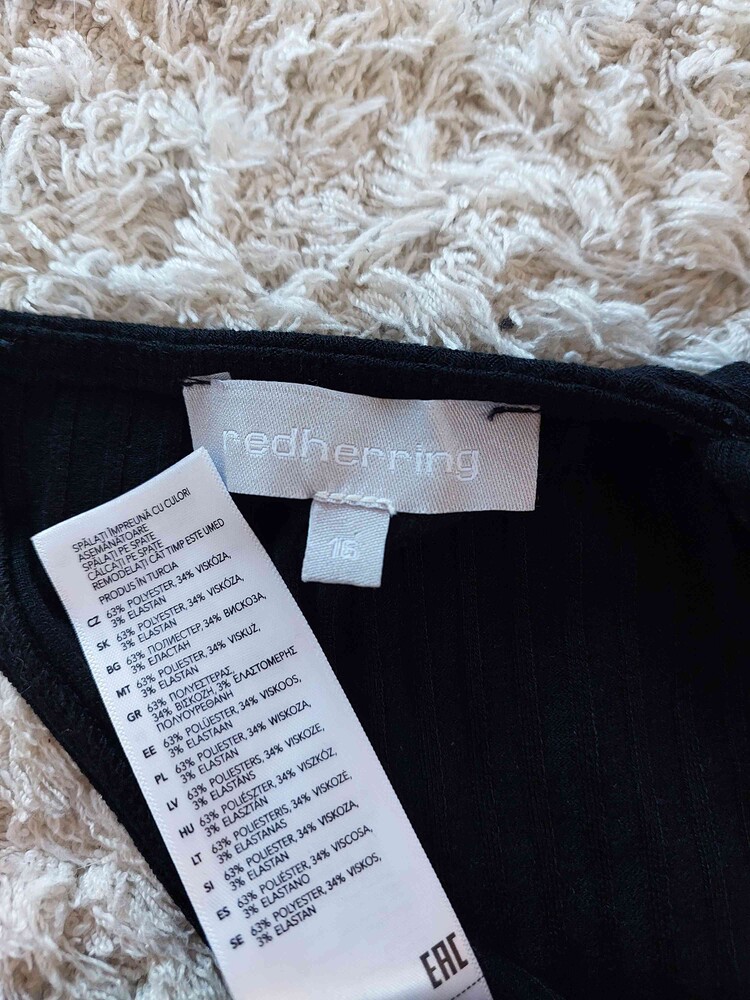 redherring
16
SPĂLAȚI ÎMPREUNĂ CU CULORI
ASEMĂNĂTOARE
SPĂLAȚI PE SPATE
CĂLCAȚI PE SPATE
REMODELAȚI CÂT TIMP ESTE UMED
PRODUS ÎN TURCIA
CZ 63% POLYESTER, 34% VISKÓZA,
3% ELASTAN
SK 63% POLYESTER, 34% VISKÓZA,
3% ELASTAN
BG 63% ПОЛИЕСТЕР, 34% ВИСКОЗА,
3% ЕЛАСТАН
MT 63% POLIESTER, 34% VISKUŻ,
3% ELASTAN
GR 63% ΠΟΛΥΕΣΤΕΡΑΣ,
34% ΒΙΣΚΟΖΗ, 3% ΕΛΑΣΤΟΜΕΡΗΣ
ΠΟΛΥΟΥΡΕΘΑΝΗ
EE 63% POLÜESTER, 34% VISKOOS,
3% ELASTAAN
PL 63% POLIESTER, 34% WISKOZA,
3% ELASTAN
LV 63% POLIESTERS, 34% VISKOZE,
3% ELASTĀNS
HU 63% POLIÉSZTER, 34% VISZKÓZ,
3% ELASZTÁN
LT 63% POLIESTERIS, 34% VISKOZĖ,
3% ELASTANAS
SI 63% POLIESTER, 34% VISKOZA,
3% ELASTAN
ES 63% POLIÉSTER, 34% VISCOSA,
3% ELASTANO
SE 63% POLYESTER, 34% VISKOS,
3% ELASTAN
EAC